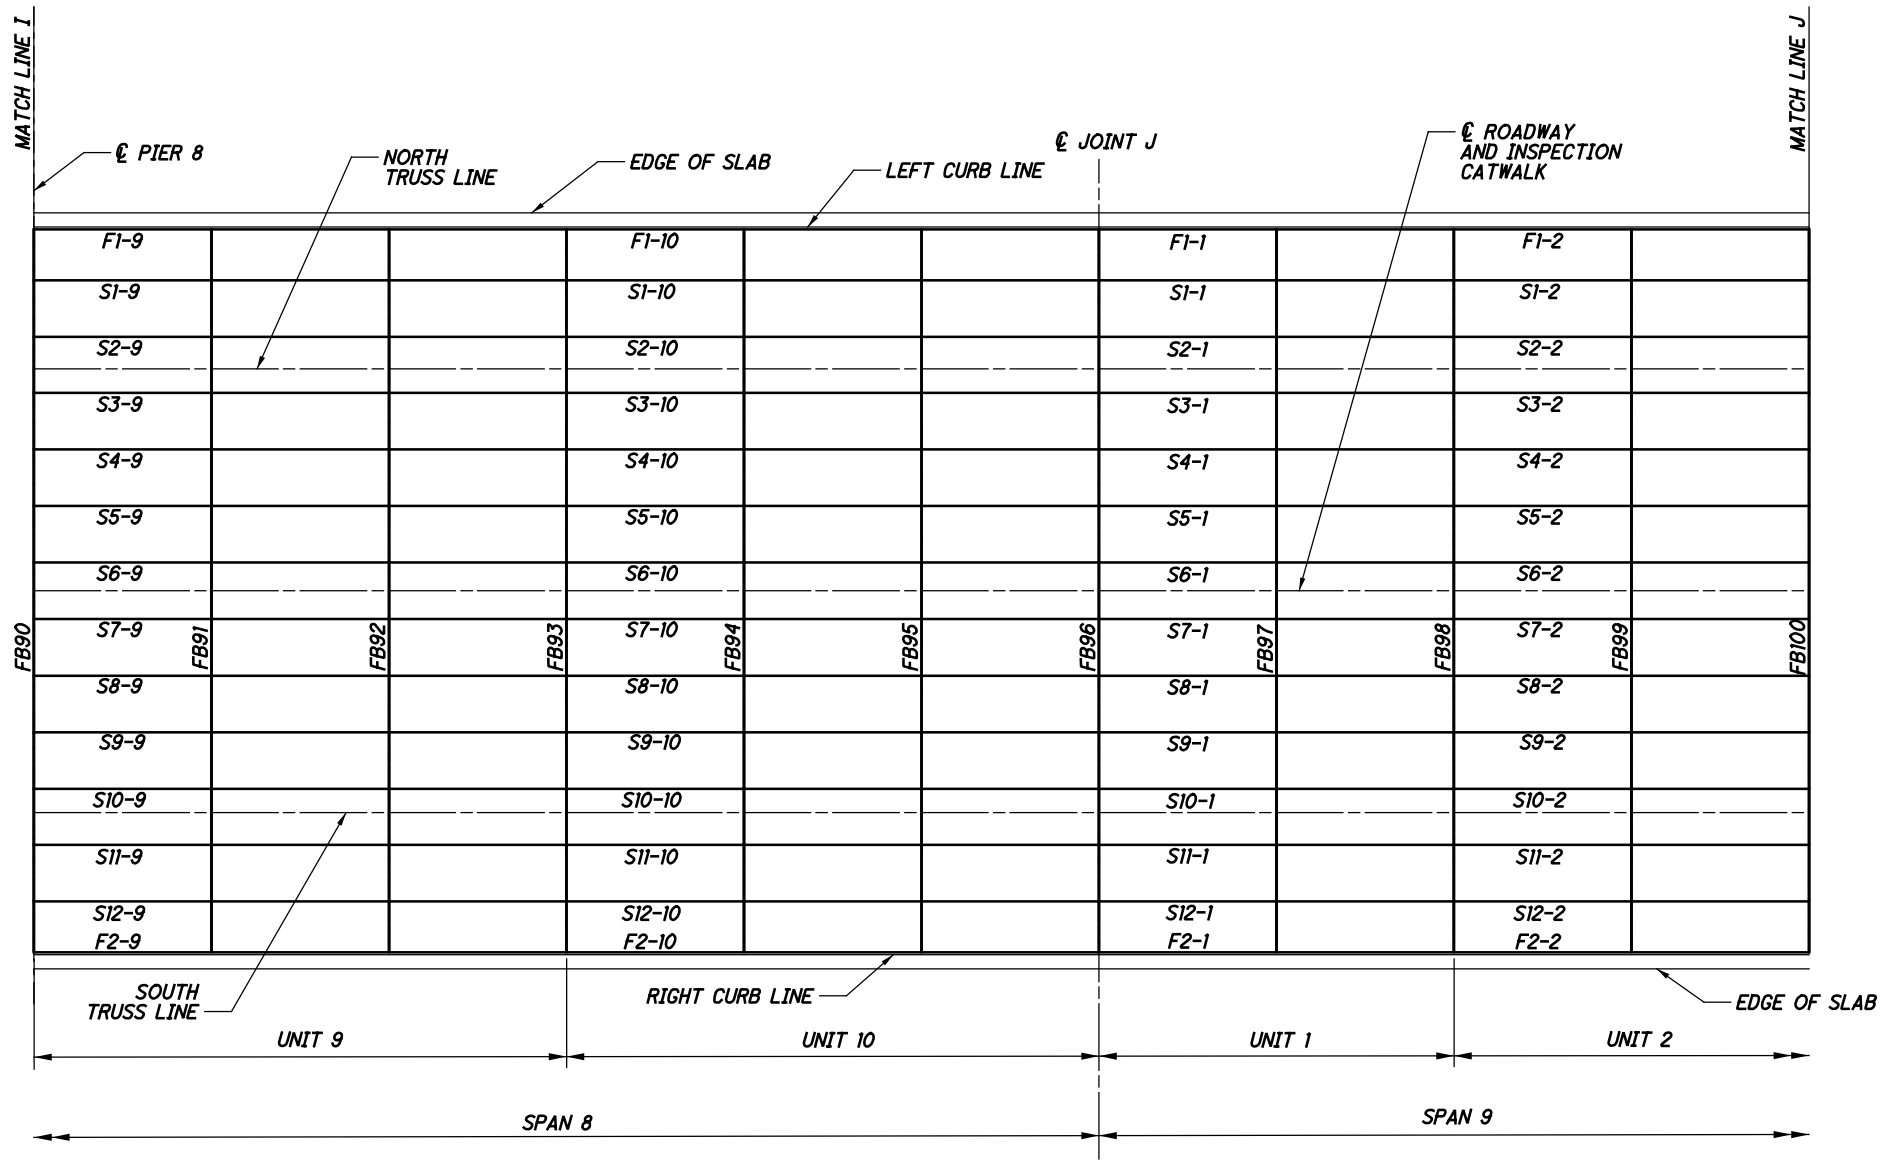 MATCH LINE I
MATCH LINE J
℄ PIER 8
NORTH
TRUSS LINE
EDGE OF SLAB
LEFT CURB LINE
℄ JOINT J
℄ ROADWAY
AND INSPECTION
CATWALK
F1-9 F1-10 F1-1 F1-2
S1-9 S1-10 S1-1 S1-2
S2-9 S2-10 S2-1 S2-2
S3-9 S3-10 S3-1 S3-2
S4-9 S4-10 S4-1 S4-2
S5-9 S5-10 S5-1 S5-2
S6-9 S6-10 S6-1 S6-2
S7-9 S7-10 S7-1 S7-2
FB90 FB91 FB92 FB93 FB94 FB95 FB96 FB97 FB98 FB99 FB100
S8-9 S8-10 S8-1 S8-2
S9-9 S9-10 S9-1 S9-2
S10-9 S10-10 S10-1 S10-2
S11-9 S11-10 S11-1 S11-2
S12-9 S12-10 S12-1 S12-2
F2-9 F2-10 F2-1 F2-2
SOUTH
TRUSS LINE
RIGHT CURB LINE
EDGE OF SLAB
UNIT 9 UNIT 10 UNIT 1 UNIT 2
SPAN 8 SPAN 9